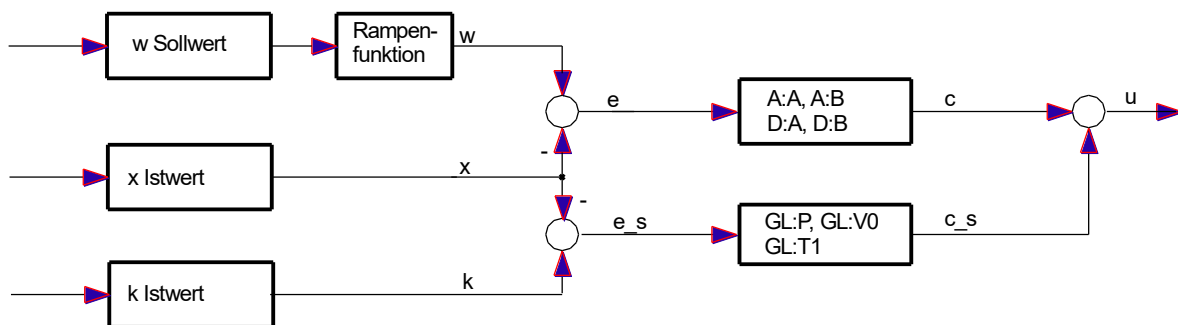 w Sollwert
Rampen-
funktion
w
e
A:A, A:B
D:A, D:B
c
u
-
x Istwert
x
-
e_s
GL:P, GL:V0
GL:T1
c_s
k Istwert
k